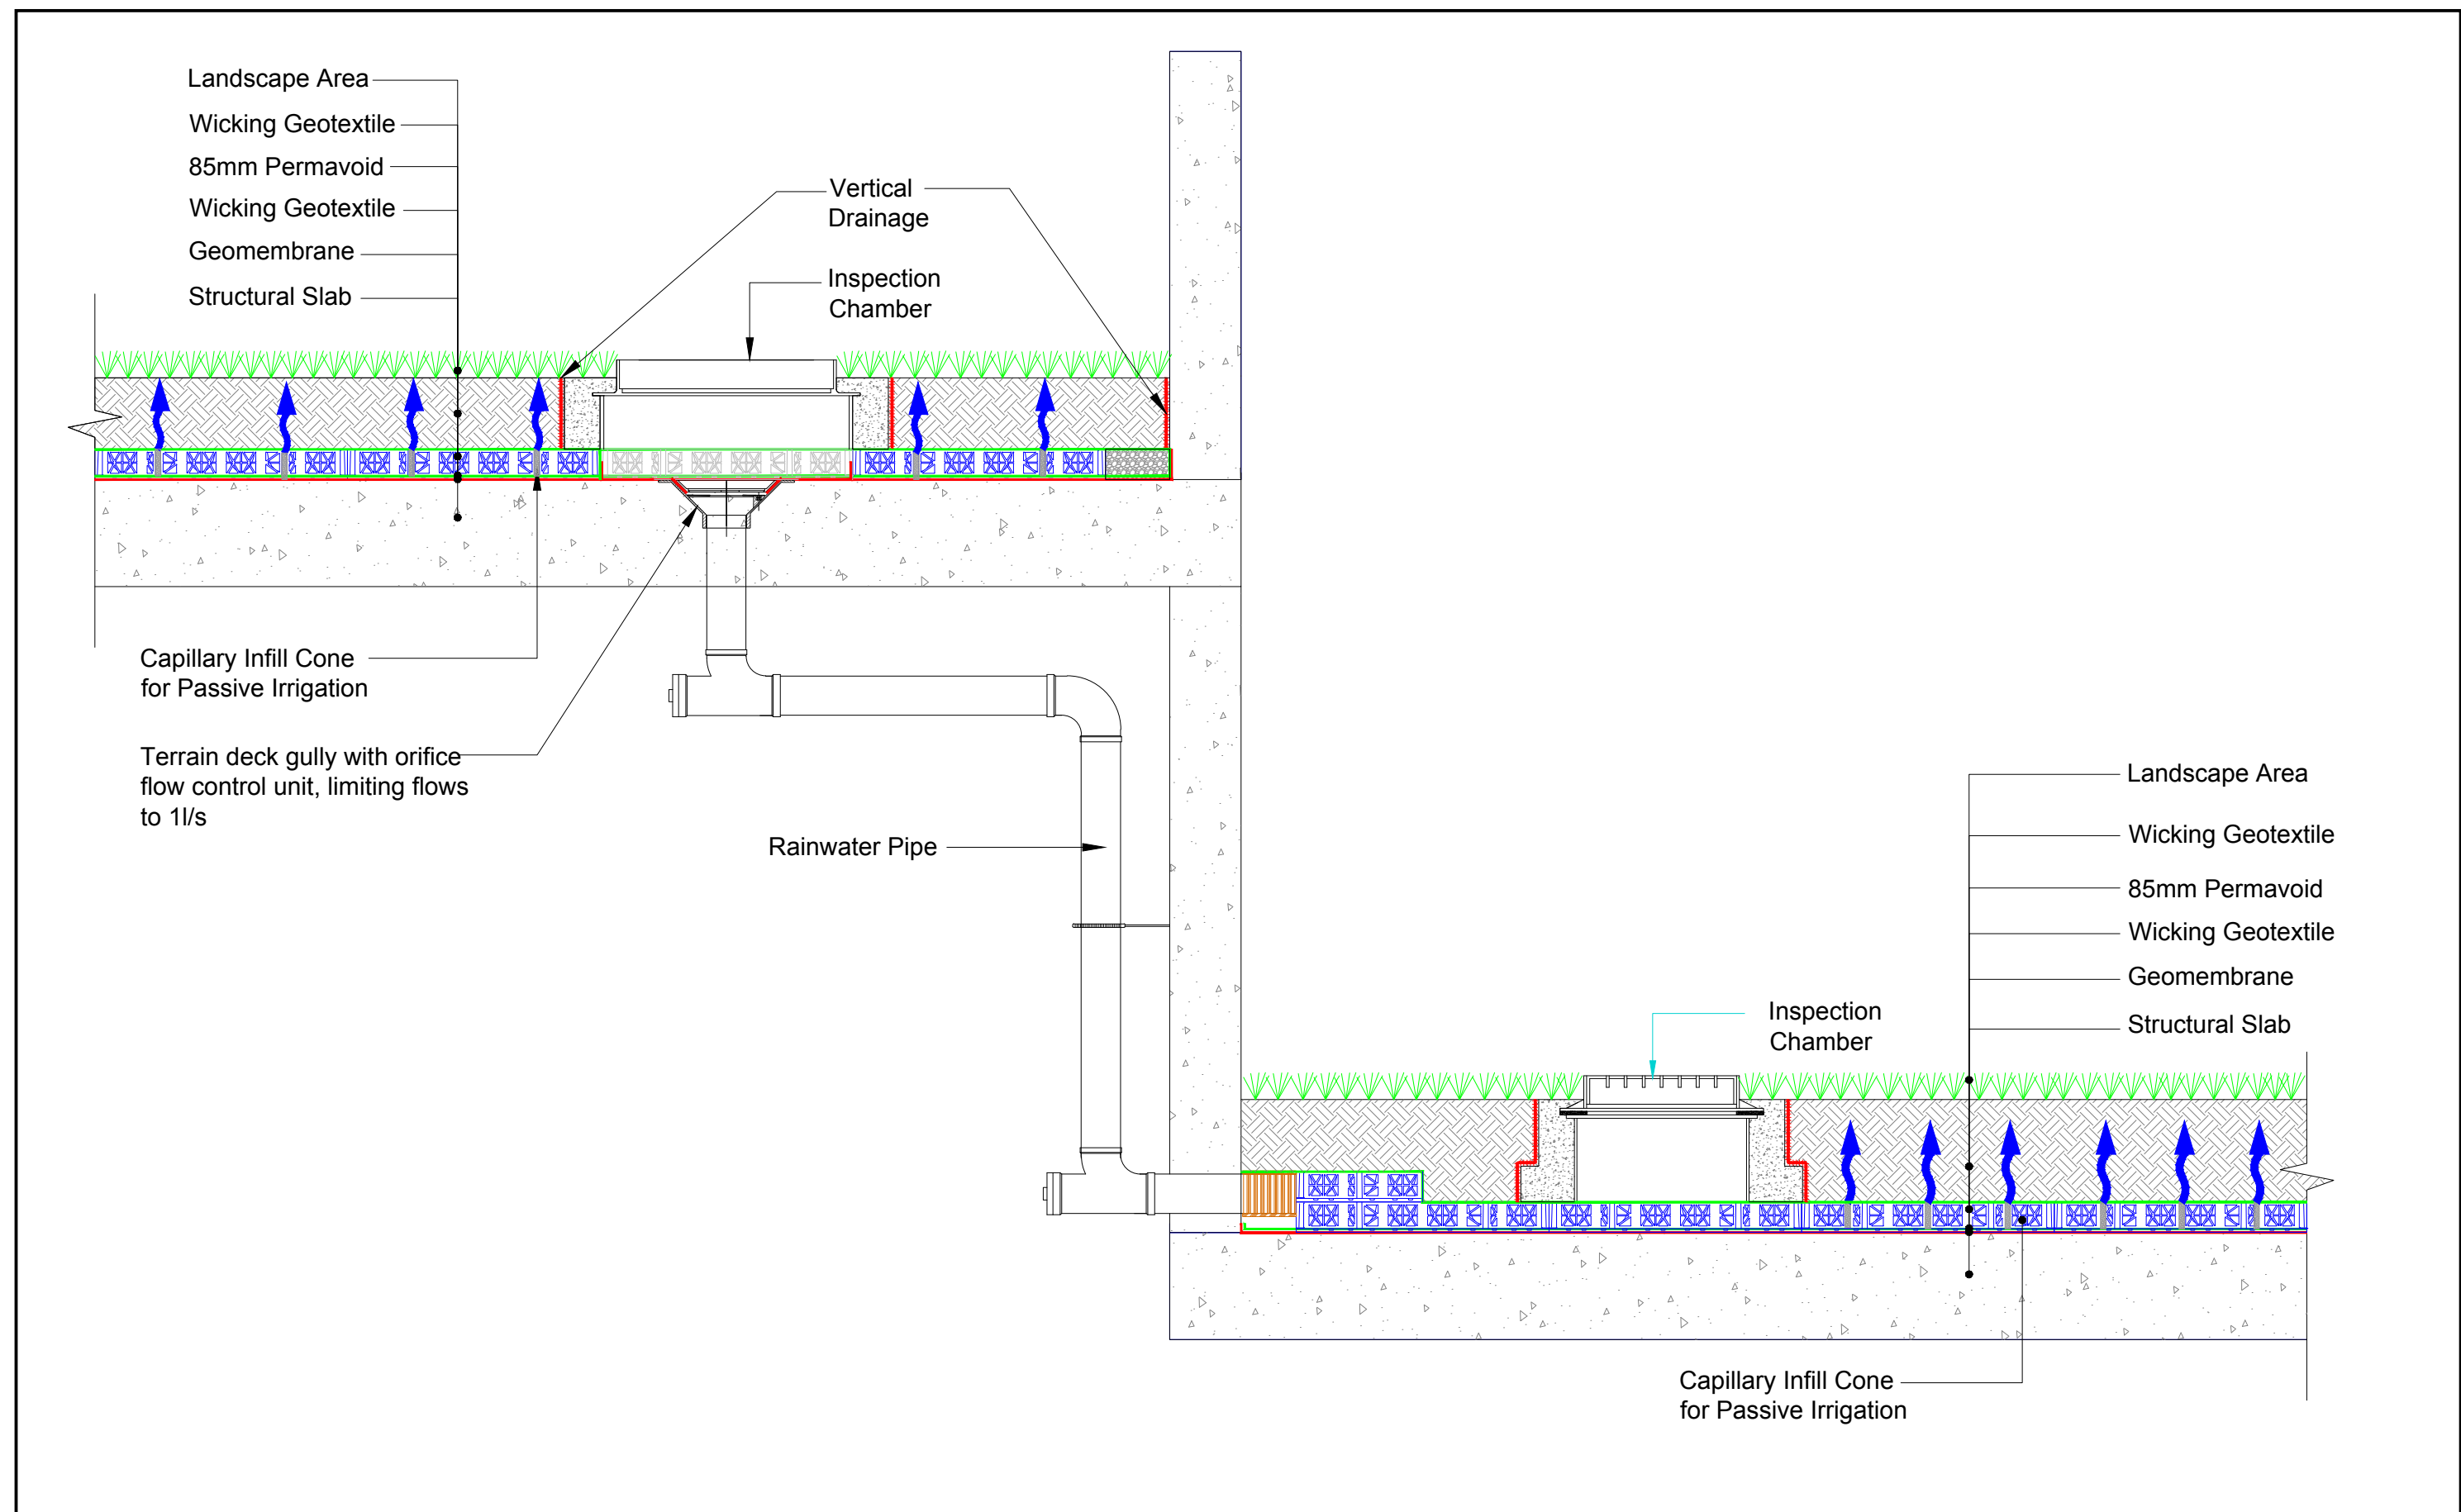 Landscape Area
Wicking Geotextile
85mm Permavoid
Wicking Geotextile
Geomembrane
Structural Slab
Vertical
Drainage
Inspection
Chamber
Capillary Infill Cone
for Passive Irrigation
Terrain deck gully with orifice
flow control unit, limiting flows
to 1l/s
Rainwater Pipe
Landscape Area
Wicking Geotextile
85mm Permavoid
Wicking Geotextile
Geomembrane
Structural Slab
Inspection
Chamber
Capillary Infill Cone
for Passive Irrigation